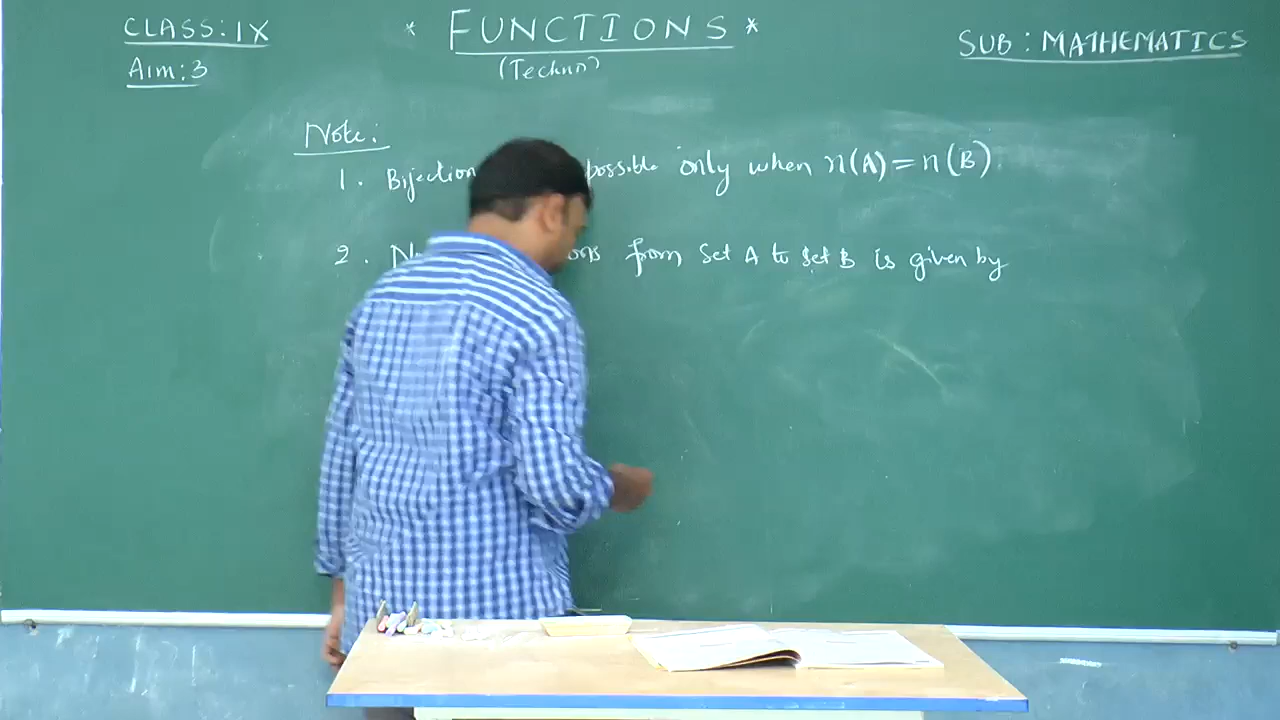 CLASS: IX
* FUNCTIONS *
SUB : MATHEMATICS
Aim: 3
(Techno)
Note:
1. Bijection possible only when n(A) = n(B).
2. from set A to set B is given by